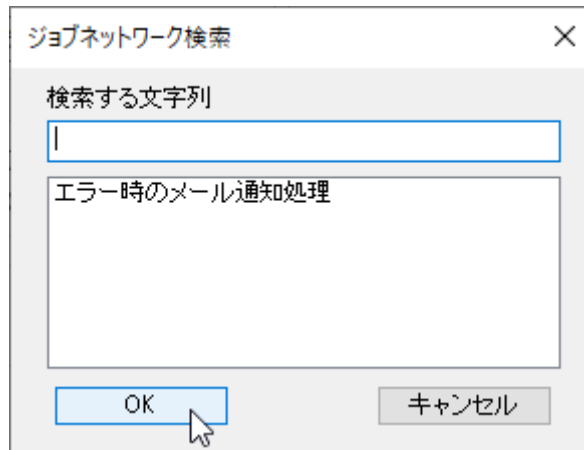 ジョブネットワーク検索
検索する文字列
エラー時のメール通知処理
OK
キャンセル